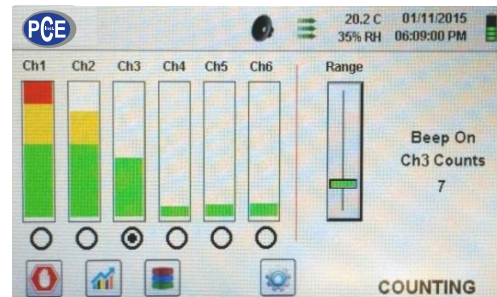 PCE Inst.
20.2 C 01/11/2015
35% RH 06:09:00 PM
Ch1 Ch2 Ch3 Ch4 Ch5 Ch6 Range
Beep On
Ch3 Counts
7
COUNTING